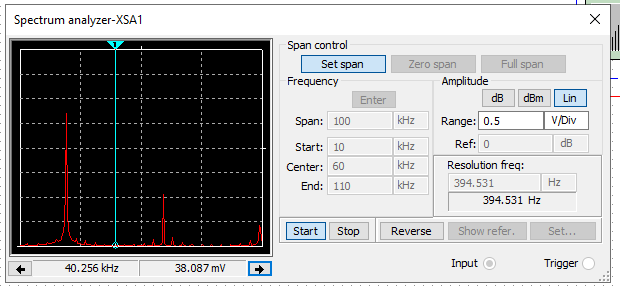 Spectrum analyzer-XSA1
T
Span control
Set span Zero span Full span
Frequency
Enter
Span: 100 kHz
Start: 10 kHz
Center: 60 kHz
End: 110 kHz
Amplitude
dB dBm Lin
Range: 0.5 V/Div
Ref: 0 dB
Resolution freq:
394.531 Hz
394.531 Hz
Start Stop Reverse Show refer. Set...
40.256 kHz 38.087 mV
Input Trigger